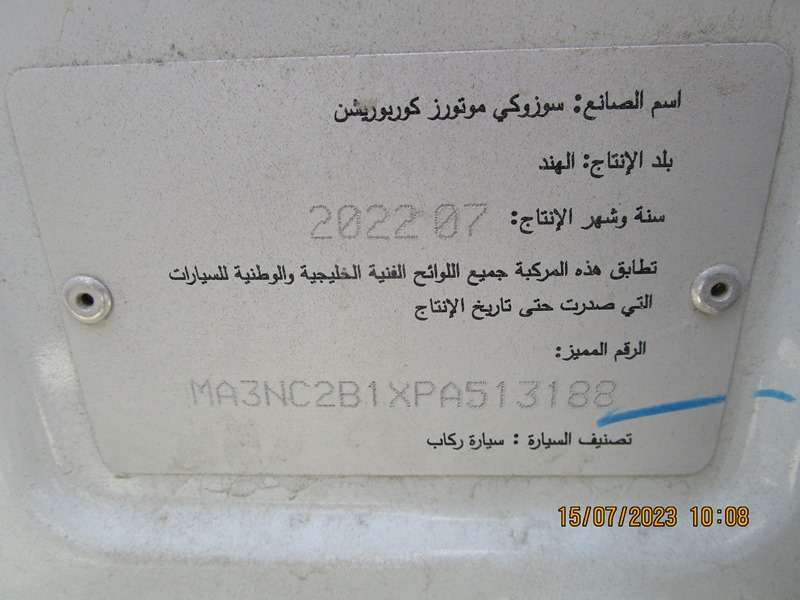 اسم الصانع: سوزوكي موتورز كوربوريشن
بلد الإنتاج: الهند
سنة وشهر الإنتاج: 2022 07
تطابق هذه المركبة جميع اللوائح الفنية الخليجية والوطنية للسيارات
التي صدرت حتى تاريخ الإنتاج
الرقم المميز:
MA3NC2B1XPA513188
تصنيف السيارة : سيارة ركاب
15/07/2023 10:08